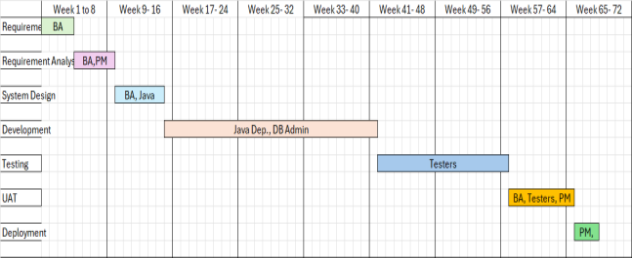 Week 1 to 8 Week 9- 16 Week 17- 24 Week 25- 32 Week 33- 40 Week 41- 48 Week 49- 56 Week 57- 64 Week 65- 72
Requireme BA
Requirement Analys BA,PM
System Design BA, Java
Development Java Dep., DB Admin
Testing Testers
UAT BA, Testers, PM
Deployment PM,